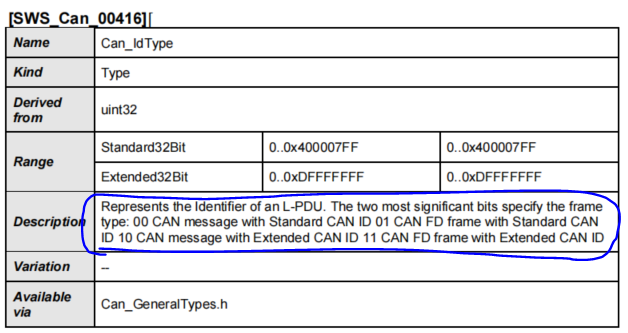 [SWS_Can_00416]⌈
Name Can_IdType
Kind Type
Derived from uint32
Range Standard32Bit 0..0x400007FF 0..0x400007FF
Extended32Bit 0..0xDFFFFFFF 0..0xDFFFFFFF
Description Represents the Identifier of an L-PDU. The two most significant bits specify the frame
type: 00 CAN message with Standard CAN ID 01 CAN FD frame with Standard CAN
ID 10 CAN message with Extended CAN ID 11 CAN FD frame with Extended CAN ID
Variation --
Available via Can_GeneralTypes.h